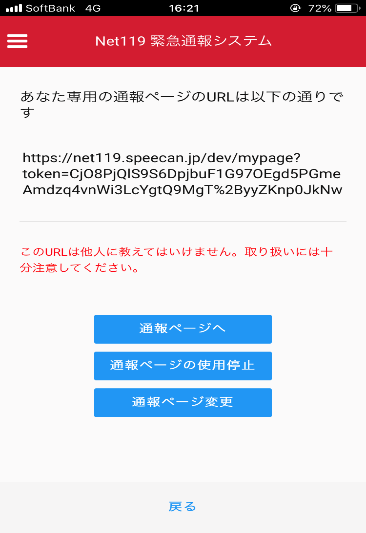 SoftBank 4G 16:21 72%
Net119 緊急通報システム
あなた専用の通報ページのURLは以下の通りで
す
https://net119.speecan.jp/dev/mypage?
token=CjO8PjQlS9S6DpjbuF1G97OEgd5PGme
Amdzq4vnWi3LcYgtQ9MgT%2ByyZKnp0JkNw
このURLは他人に教えてはいけません。取り扱いには十
分注意してください。
通報ページへ
通報ページの使用停止
通報ページ変更
戻る